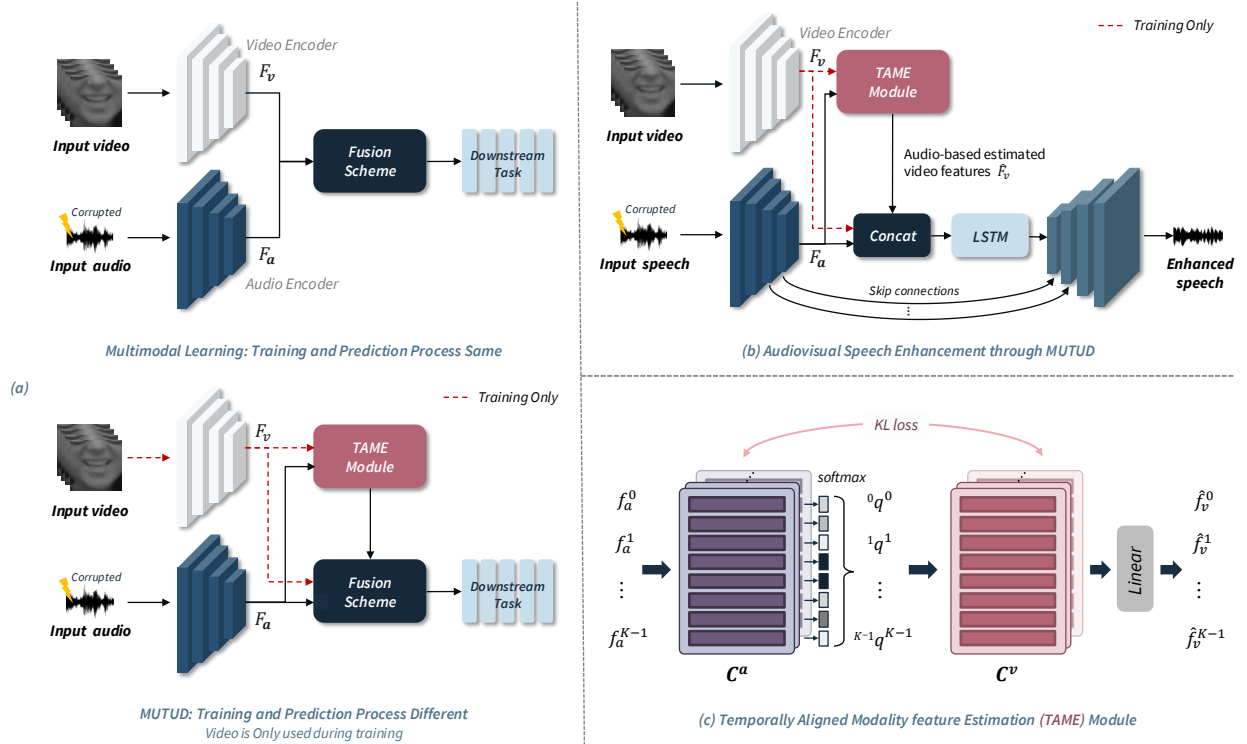 Video Encoder
F_v
Input video
Fusion
Scheme
Downstream
Task
Corrupted
Input audio
F_a
Audio Encoder
Multimodal Learning: Training and Prediction Process Same
(a)
Training Only
F_v
TAME
Module
Input video
Corrupted
Input audio
F_a
Fusion
Scheme
Downstream
Task
MUTUD: Training and Prediction Process Different
Video is Only used during training
Training Only
Video Encoder
F_v
TAME
Module
Input video
Audio-based estimated
video features F̂_v
Corrupted
Input speech
F_a
Concat
LSTM
Enhanced
speech
Skip connections
⋮
(b) Audiovisual Speech Enhancement through MUTUD
KL loss
softmax
f_a^0
f_a^1
⋮
f_a^{K-1}
^0q^0
^1q^1
⋮
^{K-1}q^{K-1}
C^a
C^v
Linear
f̂_v^0
f̂_v^1
⋮
f̂_v^{K-1}
(c) Temporally Aligned Modality feature Estimation (TAME) Module